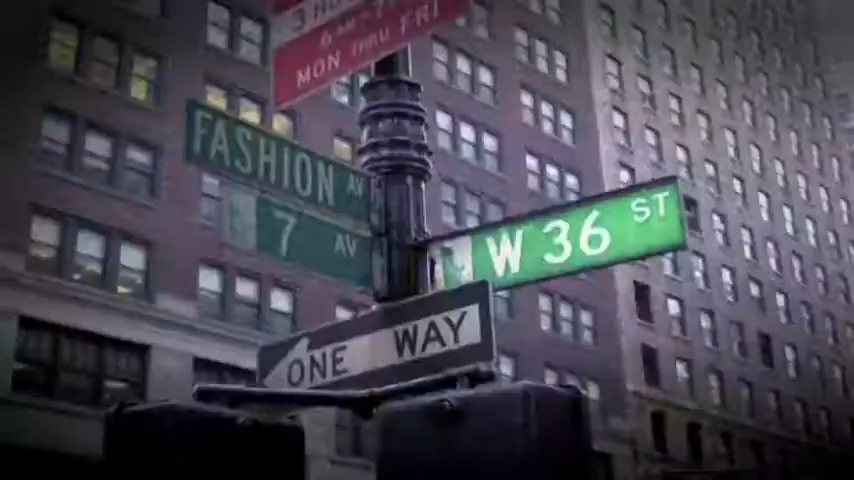 MON THRU FRI
FASHION AV
7 AV
W 36 ST
ONE WAY